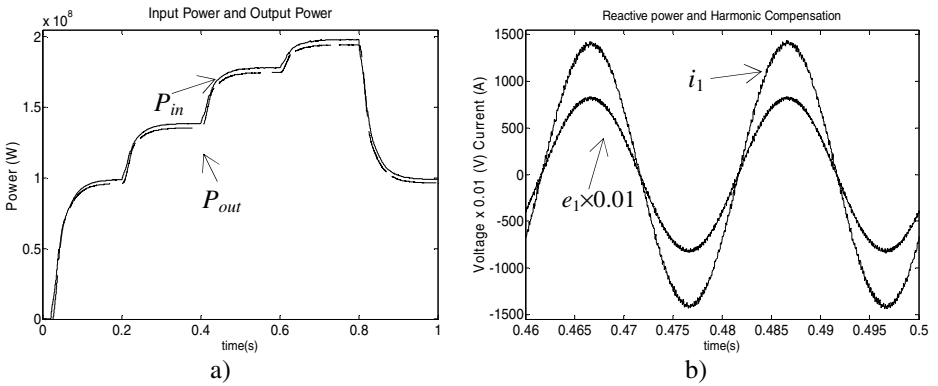 Input Power and Output Power
x 10⁸
2
1.5
1
0.5
0
Power (W)
P_in
P_out
0 0.2 0.4 0.6 0.8 1
time(s)
a)
Reactive power and Harmonic Compensation
1500
1000
500
0
-500
-1000
-1500
Voltage x 0.01 (V) Current (A)
i_1
e_1×0.01
0.46 0.465 0.47 0.475 0.48 0.485 0.49 0.495 0.5
time(s)
b)